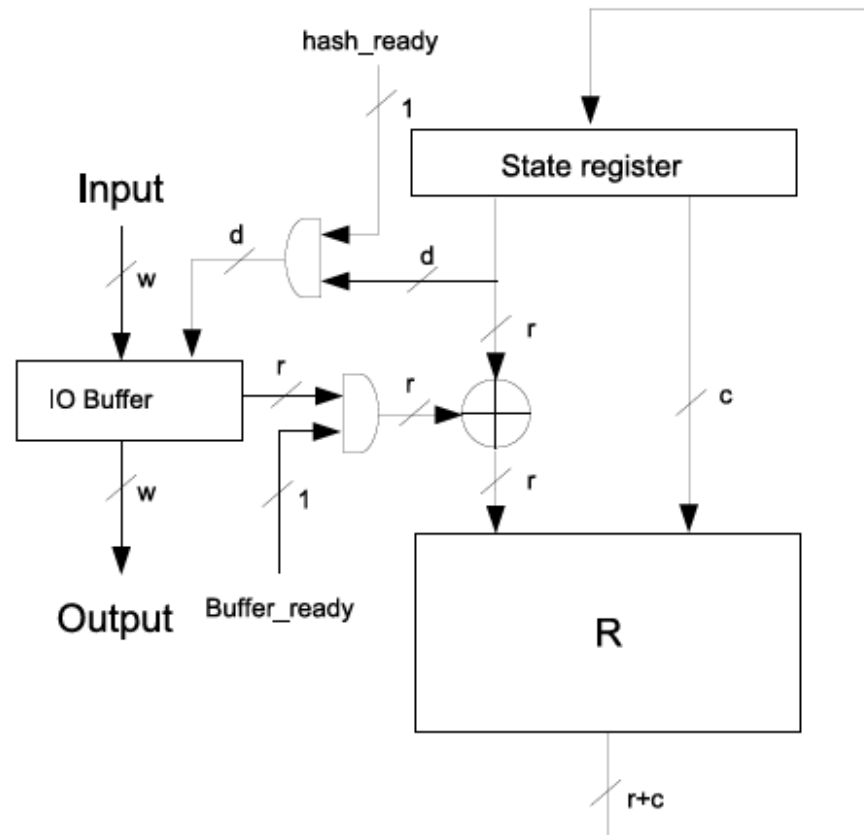 hash_ready
1
State register
Input
d
d
w
r
r
IO Buffer
r
c
w
1
r
Buffer_ready
Output
R
r+c